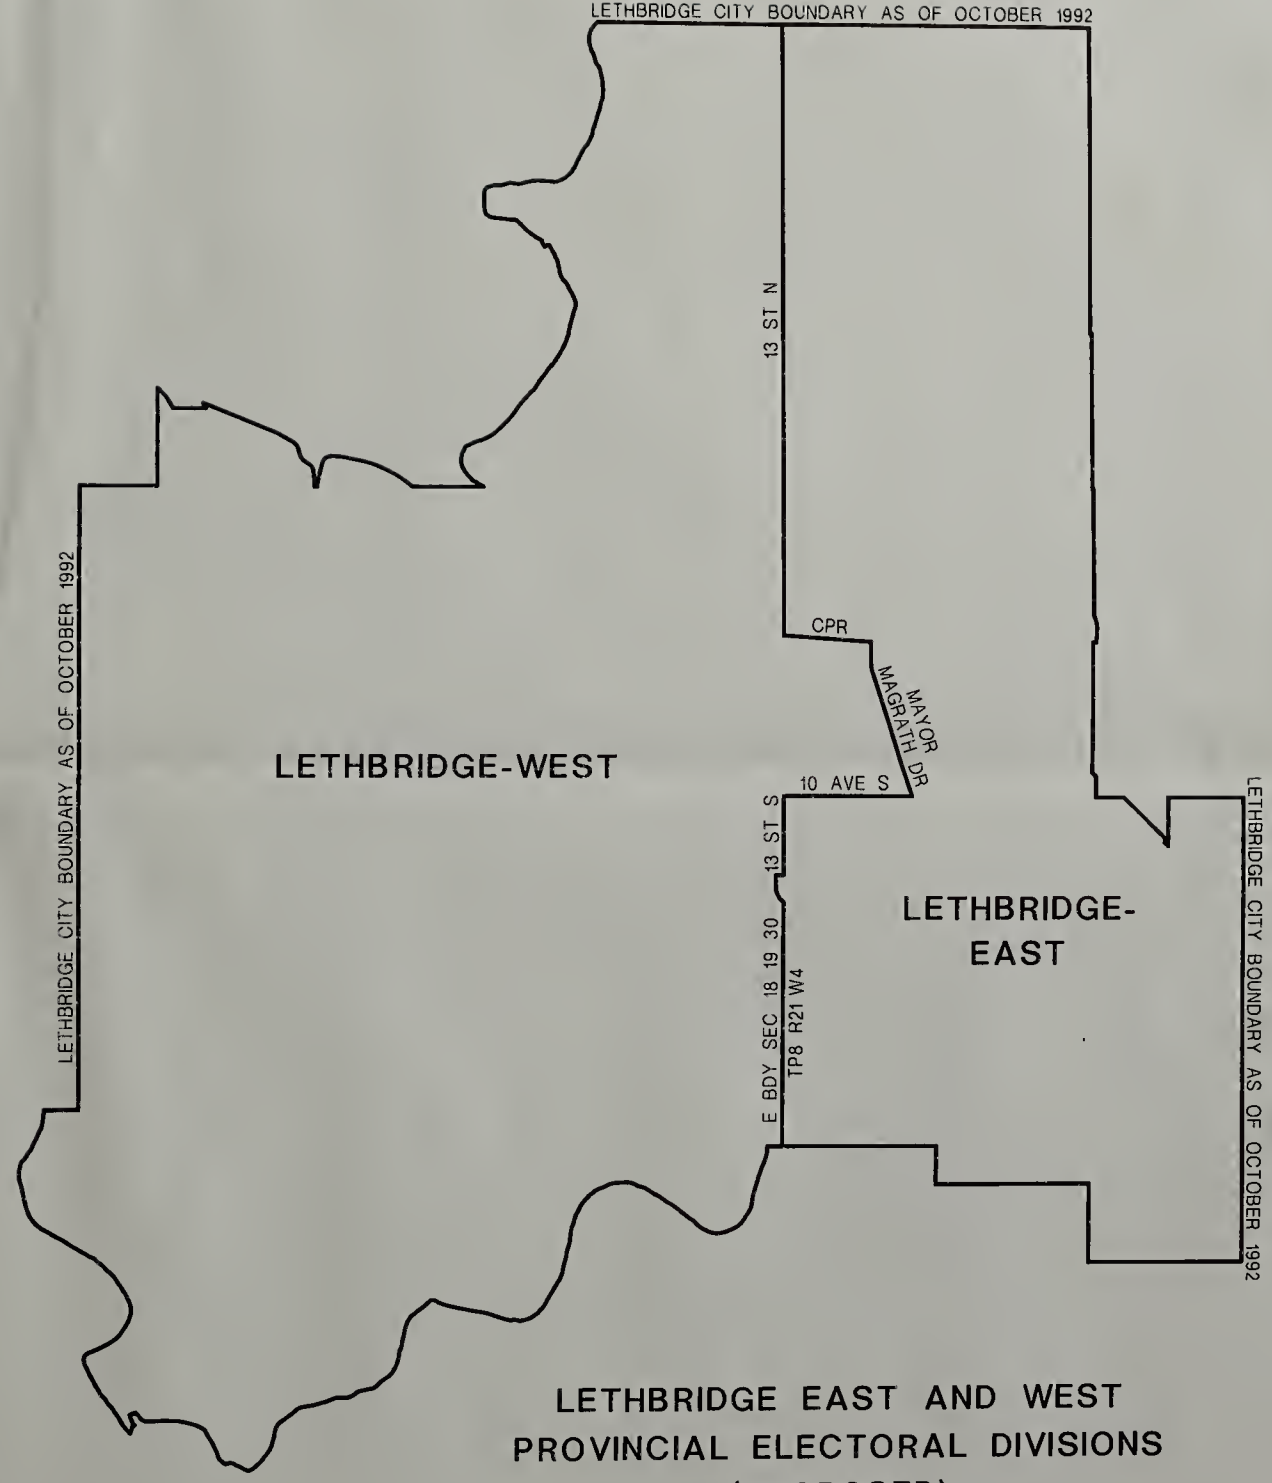 LETHBRIDGE CITY BOUNDARY AS OF OCTOBER 1992
13 ST N
LETHBRIDGE CITY BOUNDARY AS OF OCTOBER 1992
CPR
MAYOR
MAGRATH DR
LETHBRIDGE-WEST
10 AVE S
13 ST S
LETHBRIDGE-
EAST
LETHBRIDGE CITY BOUNDARY AS OF OCTOBER 1992
E BDY SEC 18 19 30
TP8 R21 W4
LETHBRIDGE EAST AND WEST
PROVINCIAL ELECTORAL DIVISIONS